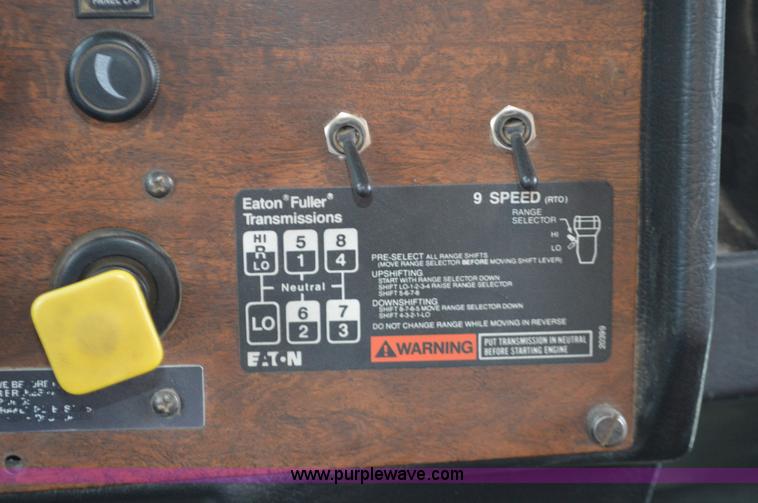 PANEL LPS
Eaton® Fuller®
Transmissions
9 SPEED (RTO)
RANGE
SELECTOR
HI
LO
HI
R
LO
5
1
8
4
Neutral
LO
6
2
7
3
PRE-SELECT ALL RANGE SHIFTS
(MOVE RANGE SELECTOR BEFORE MOVING SHIFT LEVER)
UPSHIFTING
START WITH RANGE SELECTOR DOWN
SHIFT LO-1-2-3-4 RAISE RANGE SELECTOR
SHIFT 5-6-7-8
DOWNSHIFTING
SHIFT 8-7-6-5 MOVE RANGE SELECTOR DOWN
SHIFT 4-3-2-1-LO
DO NOT CHANGE RANGE WHILE MOVING IN REVERSE
EATON
WARNING
PUT TRANSMISSION IN NEUTRAL
BEFORE STARTING ENGINE
20399
www.purplewave.com